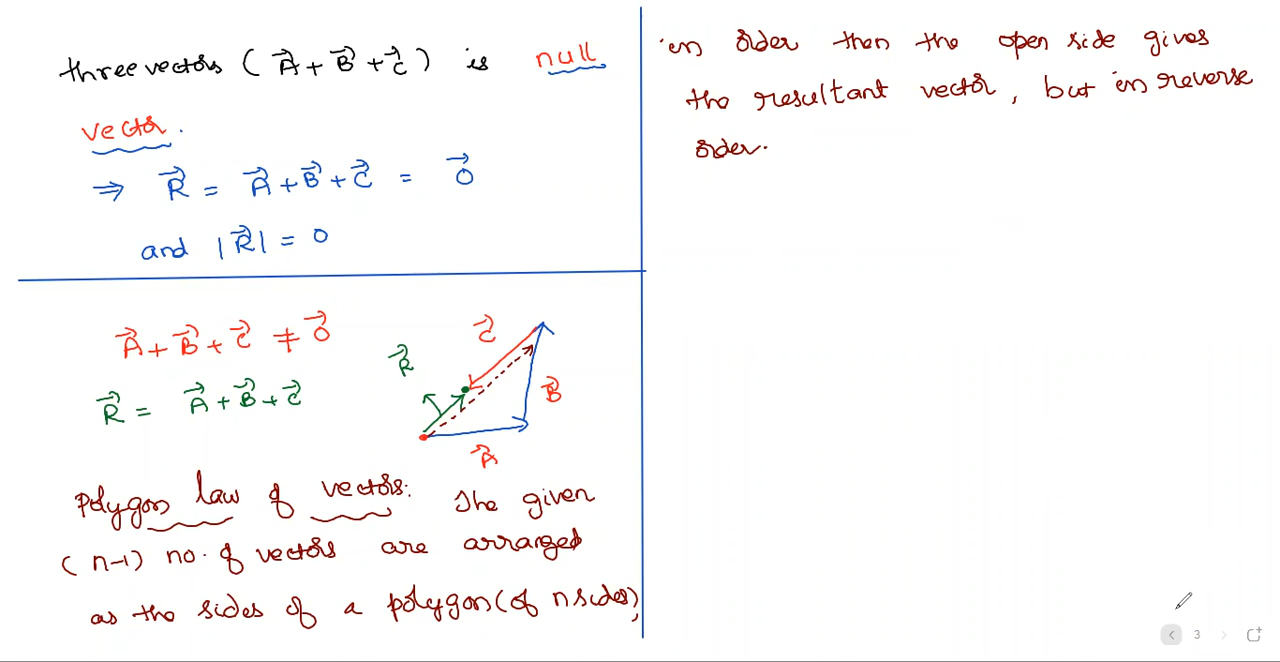 three vectors (A⃗ + B⃗ + C⃗) is null
vector.
⇒ R⃗ = A⃗ + B⃗ + C⃗ = 0⃗
and |R⃗| = 0
A⃗ + B⃗ + C⃗ ≠ 0⃗
R⃗ = A⃗ + B⃗ + C⃗
C⃗
R⃗
B⃗
A⃗
Polygon law of vectors: The given
(n-1) no. of vectors are arranged
as the sides of a polygon (of n sides),
in order then the open side gives
the resultant vector, but in reverse
order.
3